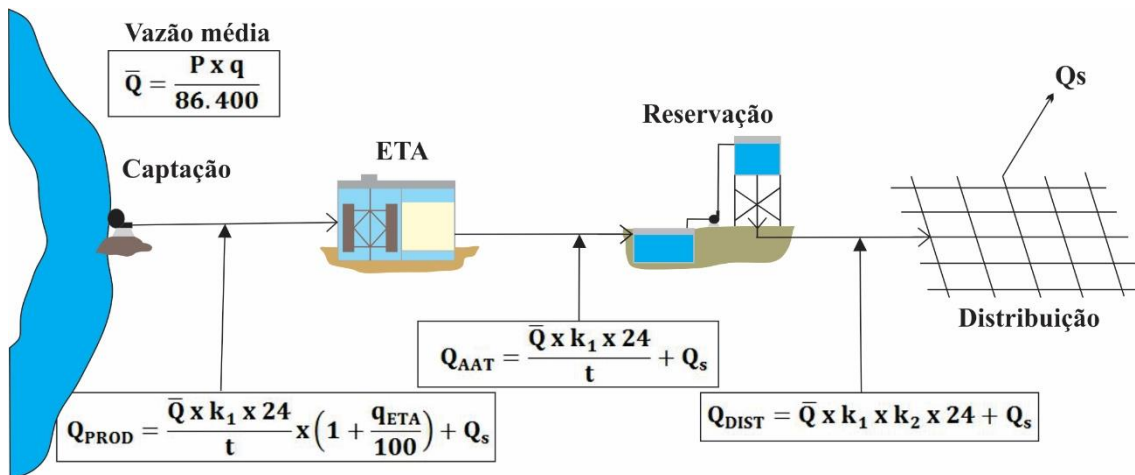 Vazão média
Q̅ = P x q / 86.400
Captação
ETA
Reservação
Qs
Distribuição
Q_AAT = Q̅ x k₁ x 24 / t + Q_s
Q_PROD = Q̅ x k₁ x 24 / t x (1 + q_ETA / 100) + Q_s
Q_DIST = Q̅ x k₁ x k₂ x 24 + Q_s